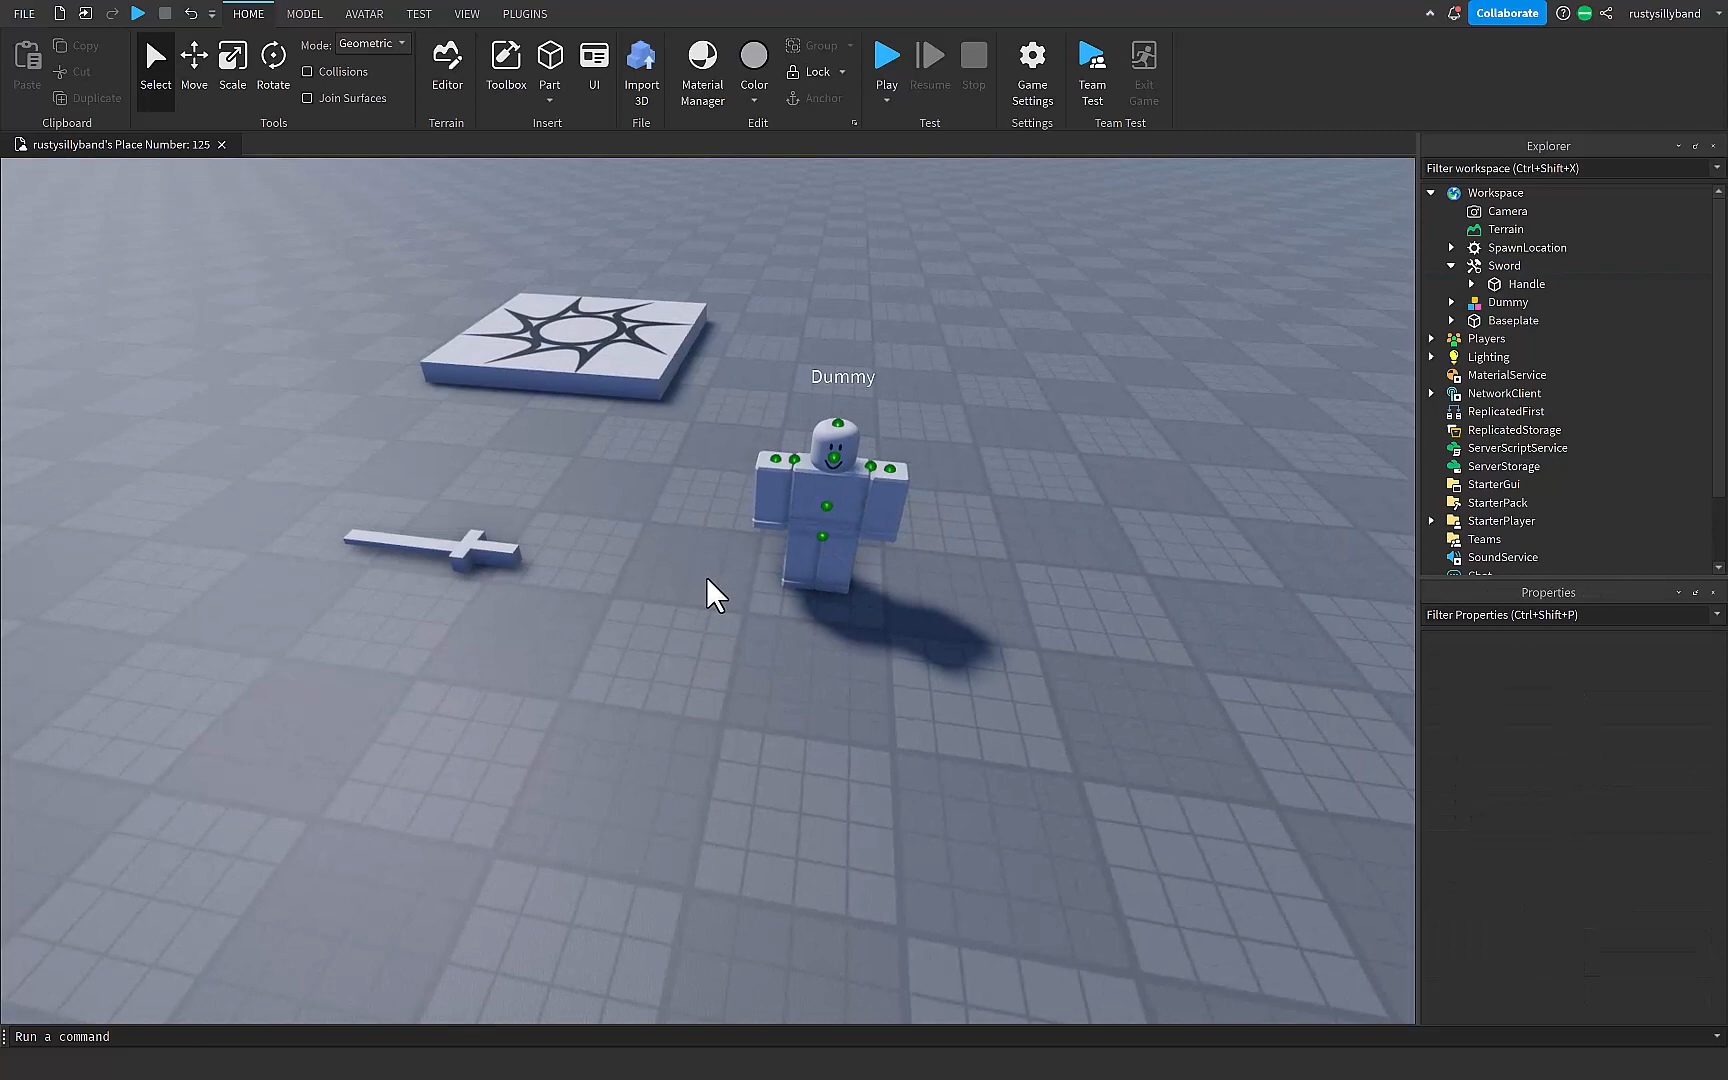 FILE HOME MODEL AVATAR TEST VIEW PLUGINS Collaborate rustysillyband
Paste Copy Cut Duplicate
Clipboard
Select Move Scale Rotate Mode: Geometric
Collisions
Join Surfaces
Tools
Editor
Terrain
Toolbox Part UI
Insert
Import
3D
File
Material
Manager
Color
Group
Lock
Anchor
Edit
Play Resume Stop
Test
Game
Settings
Settings
Team
Test
Exit
Game
Team Test
rustysillyband's Place Number: 125
Dummy
Explorer
Filter workspace (Ctrl+Shift+X)
Workspace
Camera
Terrain
SpawnLocation
Sword
Handle
Dummy
Baseplate
Players
Lighting
MaterialService
NetworkClient
ReplicatedFirst
ReplicatedStorage
ServerScriptService
ServerStorage
StarterGui
StarterPack
StarterPlayer
Teams
SoundService
Properties
Filter Properties (Ctrl+Shift+P)
Run a command